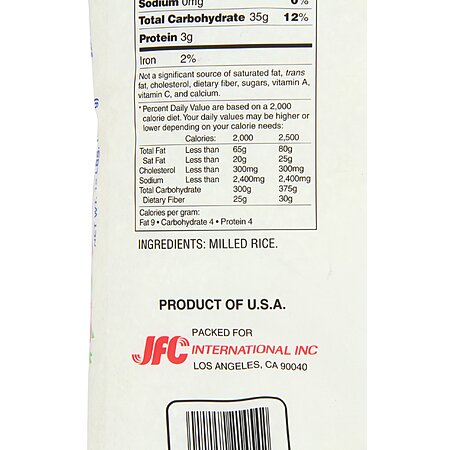 Sodium 0mg 0%
Total Carbohydrate 35g 12%
Protein 3g
Iron 2%
Not a significant source of saturated fat, trans
fat, cholesterol, dietary fiber, sugars, vitamin A,
vitamin C, and calcium.
*Percent Daily Value are based on a 2,000
calorie diet. Your daily values may be higher or
lower depending on your calorie needs:
Calories: 2,000 2,500
Total Fat Less than 65g 80g
Sat Fat Less than 20g 25g
Cholesterol Less than 300mg 300mg
Sodium Less than 2,400mg 2,400mg
Total Carbohydrate 300g 375g
Dietary Fiber 25g 30g
Calories per gram:
Fat 9 • Carbohydrate 4 • Protein 4
INGREDIENTS: MILLED RICE.
PRODUCT OF U.S.A.
PACKED FOR
JFC INTERNATIONAL INC
LOS ANGELES, CA 90040
NET WT.